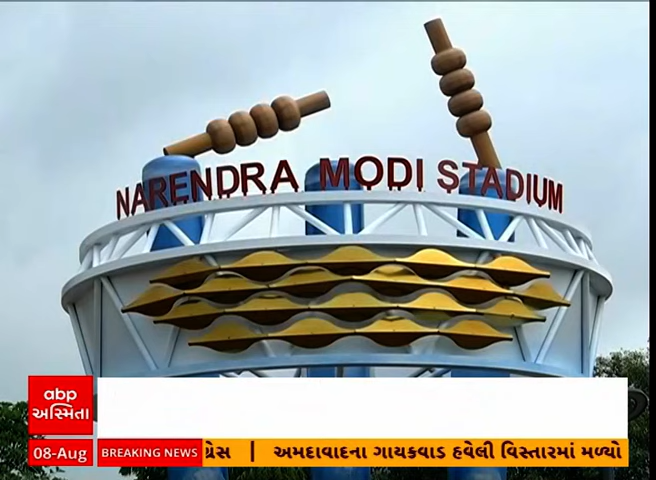 NARENDRA MODI STADIUM
abp
અસ્મિતા
08-Aug
BREAKING NEWS
ગ્રેસ | અમદાવાદના ગાયકવાડ હવેલી વિસ્તારમાં મળ્યો